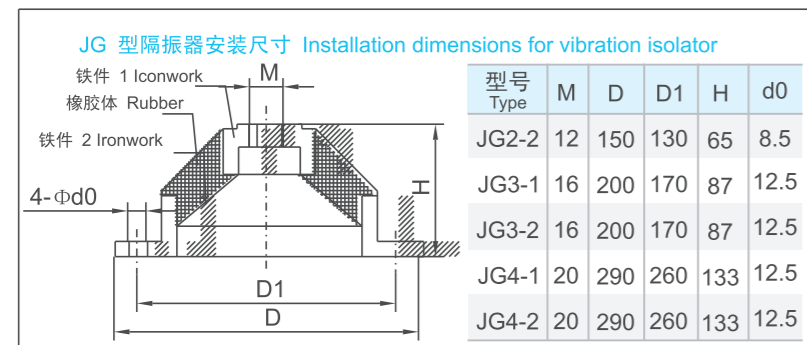 JG 型隔振器安装尺寸 Installation dimensions for vibration isolator
铁件 1 Iconwork
橡胶体 Rubber
铁件 2 Ironwork
M
H
4-Φd0
D1
D
型号 M D D1 H d0
Type
JG2-2 12 150 130 65 8.5
JG3-1 16 200 170 87 12.5
JG3-2 16 200 170 87 12.5
JG4-1 20 290 260 133 12.5
JG4-2 20 290 260 133 12.5